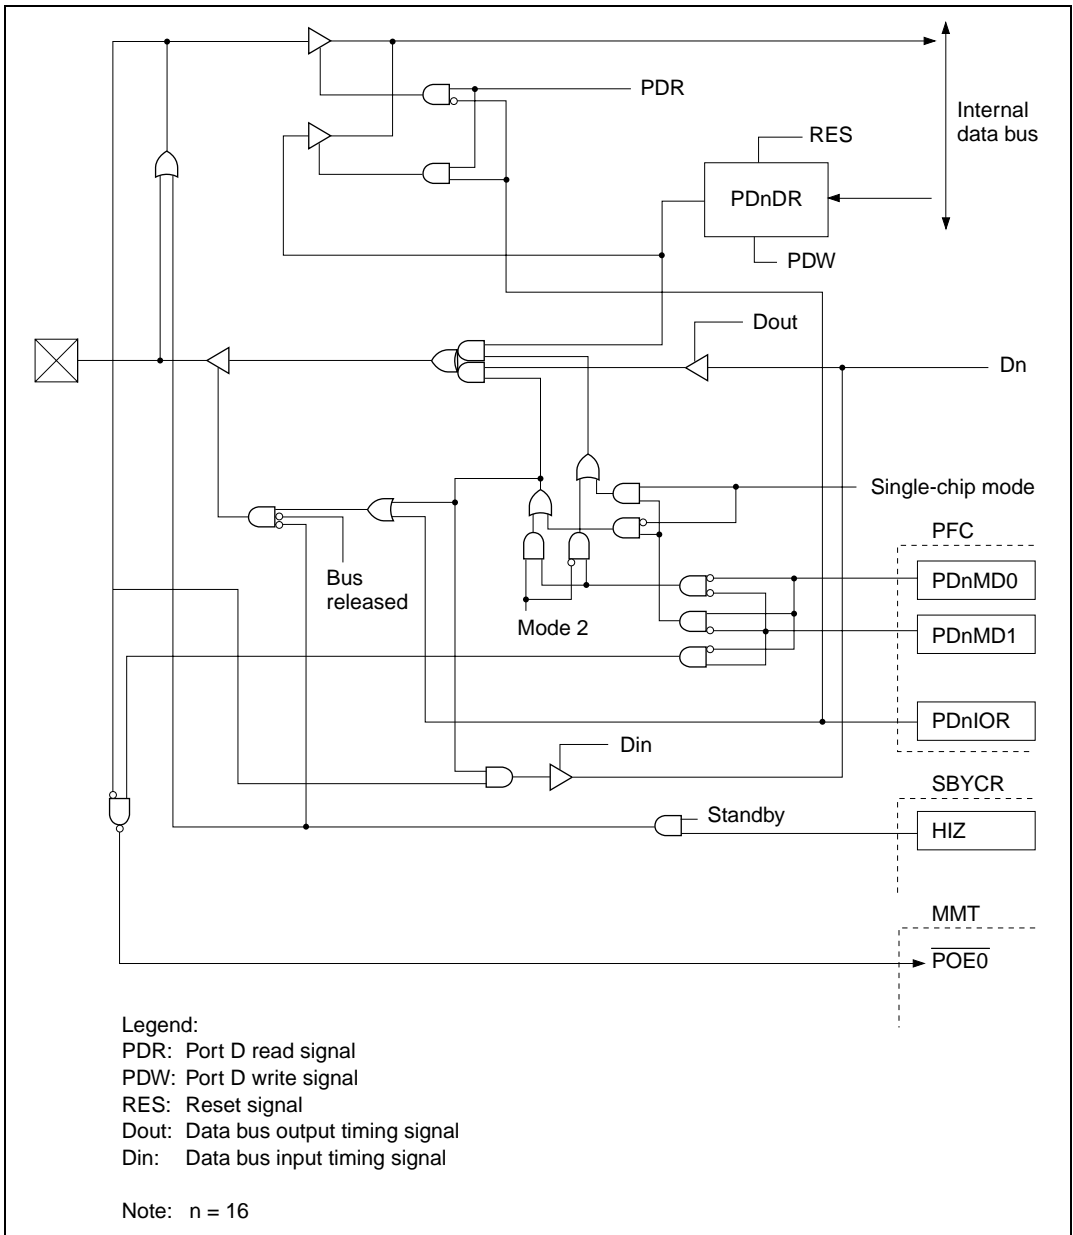 PDR
Internal
data bus
RES
PDnDR
PDW
Dout
Dn
Single-chip mode
PFC
PDnMD0
Bus
released
Mode 2
PDnMD1
PDnIOR
Din
SBYCR
Standby
HIZ
MMT
POE0
Legend:
PDR: Port D read signal
PDW: Port D write signal
RES: Reset signal
Dout: Data bus output timing signal
Din: Data bus input timing signal
Note: n = 16